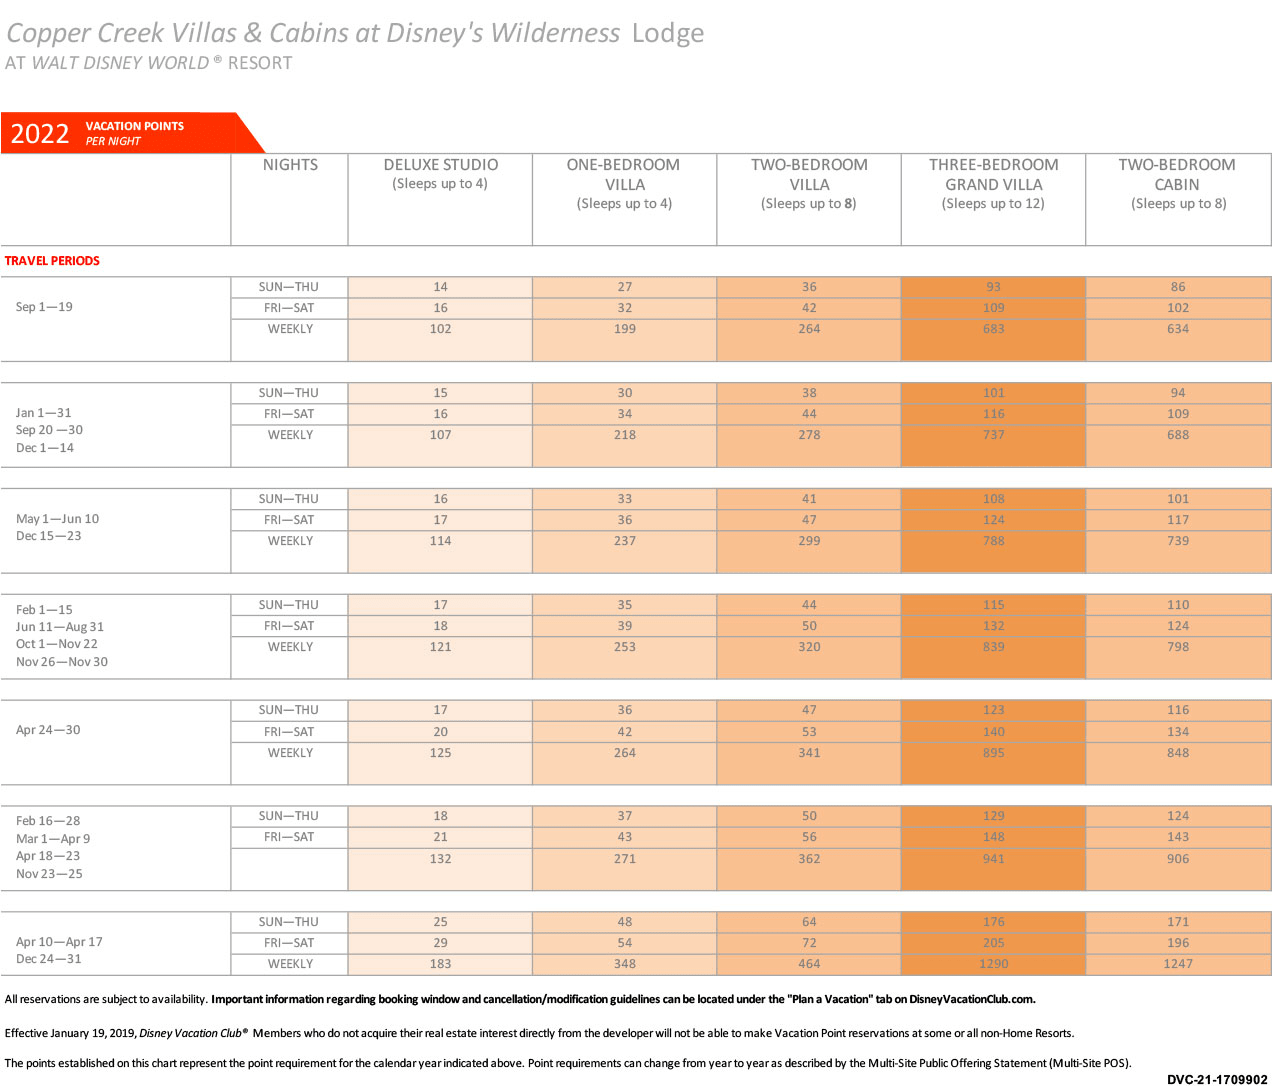 Copper Creek Villas & Cabins at Disney's Wilderness Lodge
AT WALT DISNEY WORLD ® RESORT
2022 VACATION POINTS
PER NIGHT
NIGHTS DELUXE STUDIO ONE-BEDROOM TWO-BEDROOM THREE-BEDROOM TWO-BEDROOM
(Sleeps up to 4) VILLA VILLA GRAND VILLA CABIN
(Sleeps up to 4) (Sleeps up to 8) (Sleeps up to 12) (Sleeps up to 8)
TRAVEL PERIODS
SUN—THU 14 27 36 93 86
Sep 1—19 FRI—SAT 16 32 42 109 102
WEEKLY 102 199 264 683 634
SUN—THU 15 30 38 101 94
Jan 1—31 FRI—SAT 16 34 44 116 109
Sep 20 —30 WEEKLY 107 218 278 737 688
Dec 1—14
SUN—THU 16 33 41 108 101
May 1—Jun 10 FRI—SAT 17 36 47 124 117
Dec 15—23 WEEKLY 114 237 299 788 739
Feb 1—15 SUN—THU 17 35 44 115 110
Jun 11—Aug 31 FRI—SAT 18 39 50 132 124
Oct 1—Nov 22 WEEKLY 121 253 320 839 798
Nov 26—Nov 30
SUN—THU 17 36 47 123 116
Apr 24—30 FRI—SAT 20 42 53 140 134
WEEKLY 125 264 341 895 848
Feb 16—28 SUN—THU 18 37 50 129 124
Mar 1—Apr 9 FRI—SAT 21 43 56 148 143
Apr 18—23 132 271 362 941 906
Nov 23—25
SUN—THU 25 48 64 176 171
Apr 10—Apr 17 FRI—SAT 29 54 72 205 196
Dec 24—31 WEEKLY 183 348 464 1290 1247
All reservations are subject to availability. Important information regarding booking window and cancellation/modification guidelines can be located under the "Plan a Vacation" tab on DisneyVacationClub.com.
Effective January 19, 2019, Disney Vacation Club® Members who do not acquire their real estate interest directly from the developer will not be able to make Vacation Point reservations at some or all non-Home Resorts.
The points established on this chart represent the point requirement for the calendar year indicated above. Point requirements can change from year to year as described by the Multi-Site Public Offering Statement (Multi-Site POS).
DVC-21-1709902